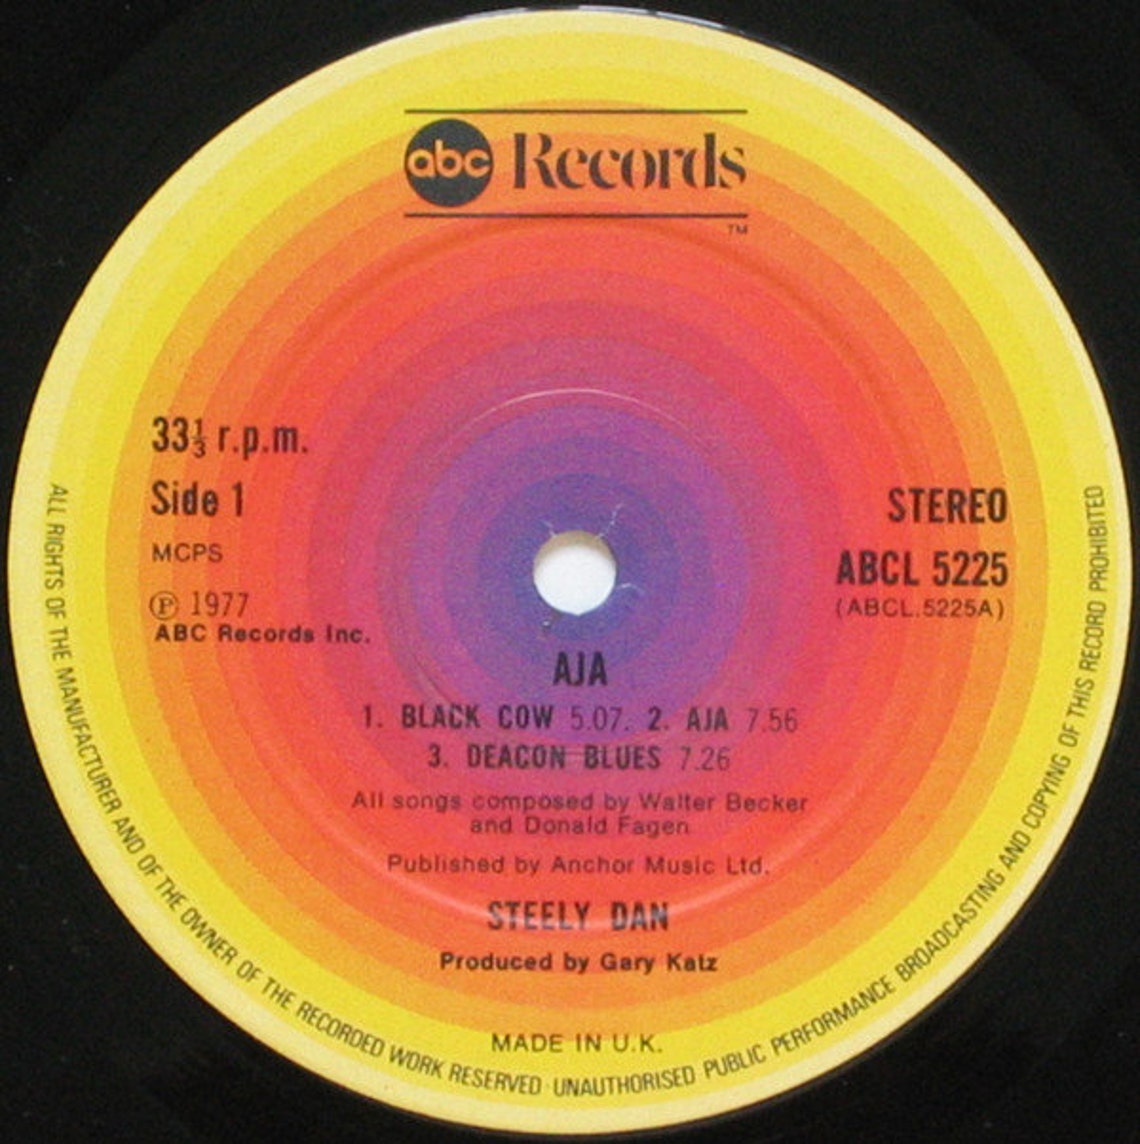 abc Records
TM
33⅓ r.p.m.
Side 1
MCPS
Ⓟ 1977
ABC Records Inc.
STEREO
ABCL 5225
(ABCL.5225A)
AJA
1. BLACK COW 5.07. 2. AJA 7.56
3. DEACON BLUES 7.26
All songs composed by Walter Becker
and Donald Fagen
Published by Anchor Music Ltd.
STEELY DAN
Produced by Gary Katz
MADE IN U.K.
ALL RIGHTS OF THE MANUFACTURER AND OF THE OWNER OF THE RECORDED WORK RESERVED · UNAUTHORISED PUBLIC PERFORMANCE BROADCASTING AND COPYING OF THIS RECORD PROHIBITED